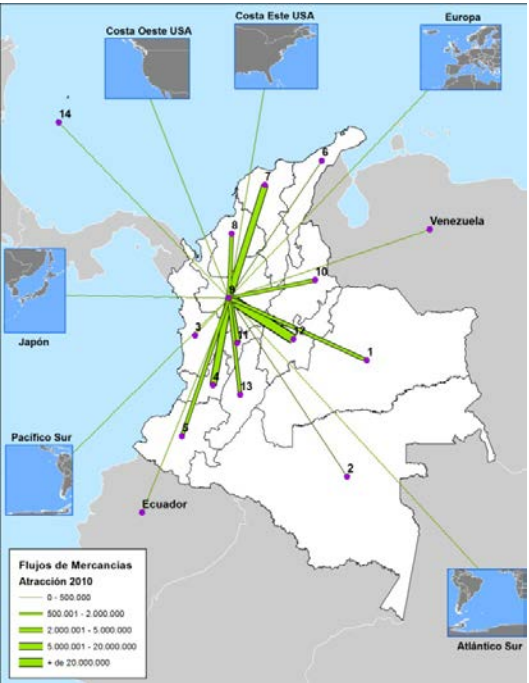 Costa Oeste USA
Costa Este USA
Europa
14
6
7
8
Venezuela
10
9
Japón
3
11
12
1
4
13
5
Pacífico Sur
2
Ecuador
Flujos de Mercancias
Atracción 2010
0 - 500.000
500.001 - 2.000.000
2.000.001 - 5.000.000
5.000.001 - 20.000.000
+ de 20.000.000
Atlántico Sur